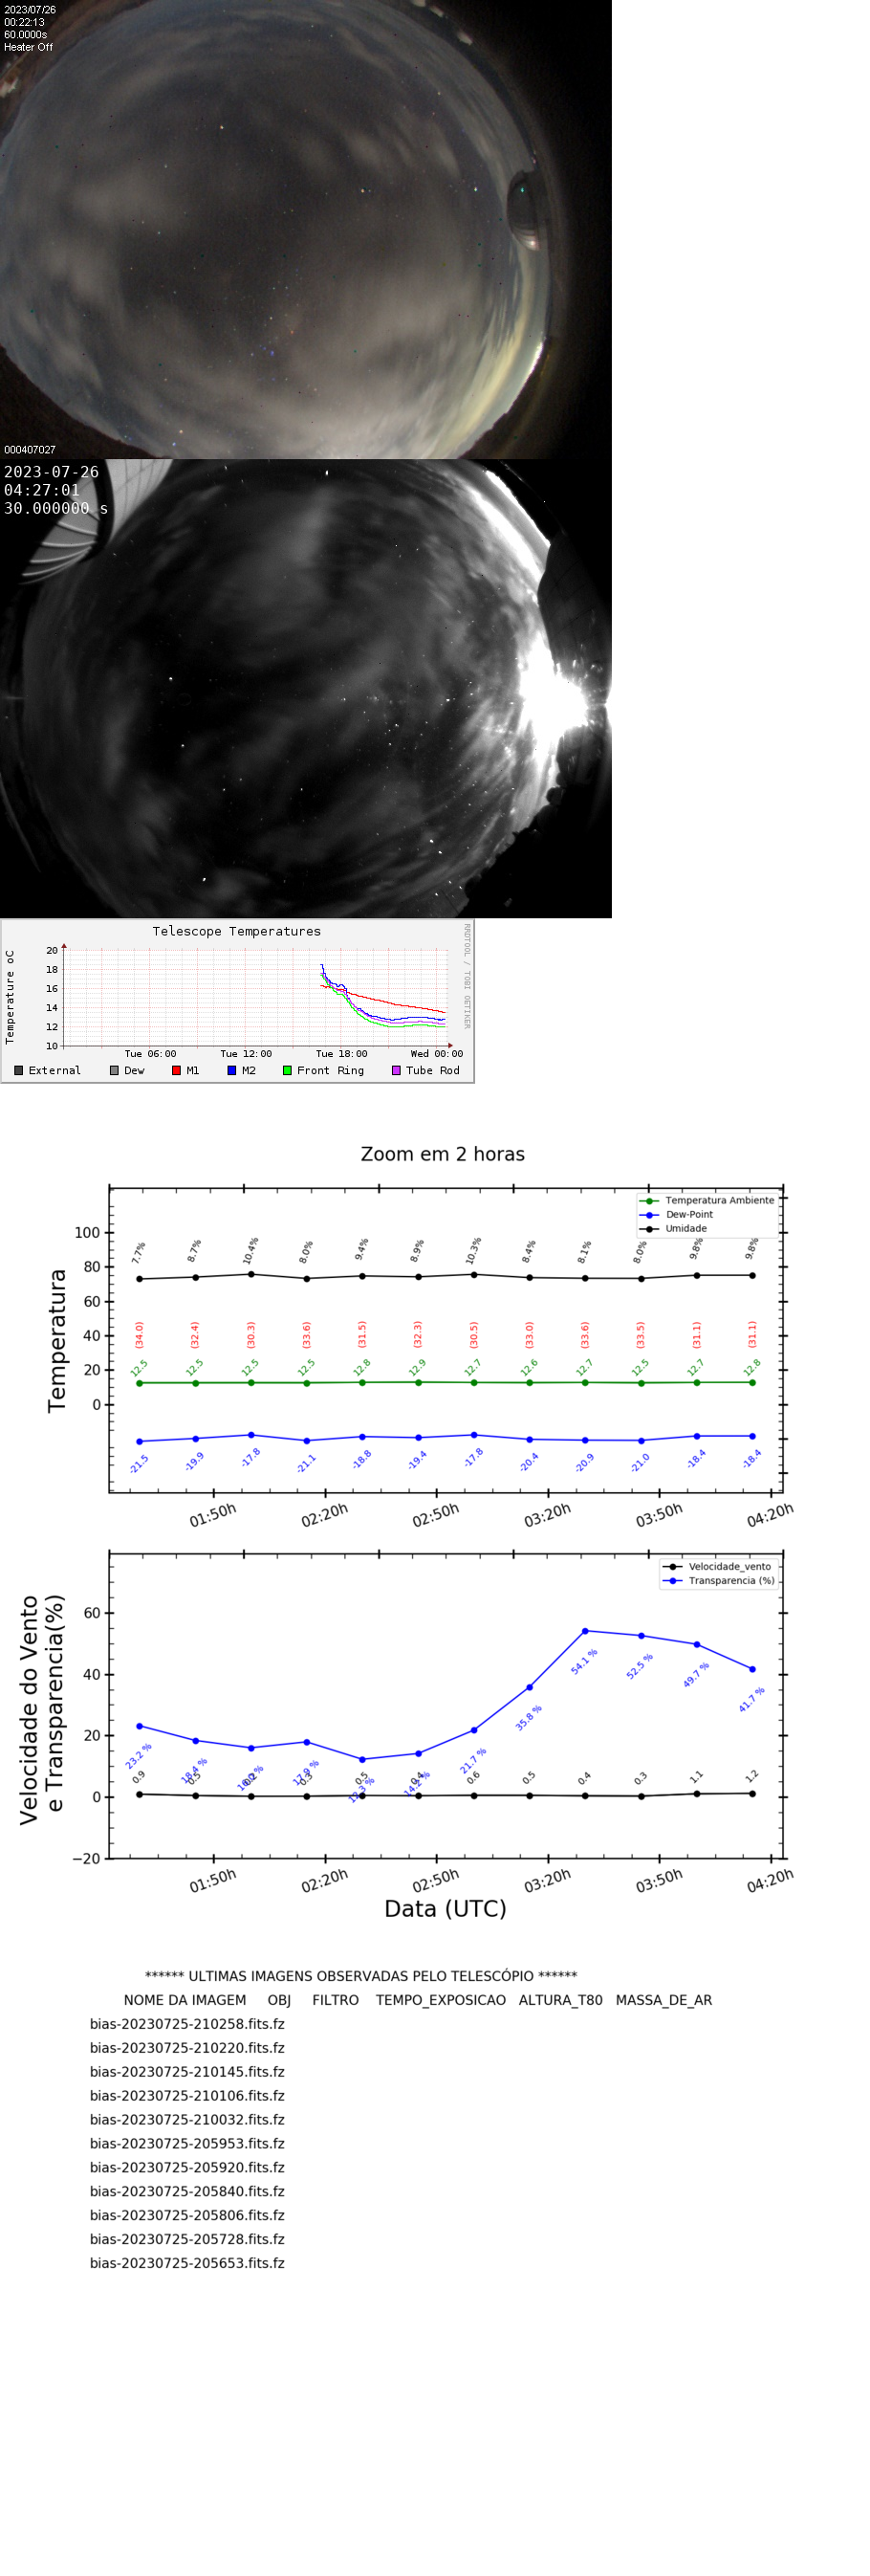 2023/07/26
00:22:13
60.0000s
Heater Off
000407027
2023-07-26
04:27:01
30.000000 s
Telescope Temperatures
RRDTOOL / TOBI OETIKER
Temperature oC
20
18
16
14
12
10
Tue 06:00 Tue 12:00 Tue 18:00 Wed 00:00
External Dew M1 M2 Front Ring Tube Rod
Zoom em 2 horas
Temperatura Ambiente
Dew-Point
Umidade
Temperatura
100
80
60
40
20
0
7.7% 8.7% 10.4% 8.0% 9.4% 8.9% 10.3% 8.4% 8.1% 8.0% 9.8% 9.8%
(34.0) (32.4) (30.3) (33.6) (31.5) (32.3) (30.5) (33.0) (33.6) (33.5) (31.1) (31.1)
12.5 12.5 12.5 12.5 12.8 12.9 12.7 12.6 12.7 12.5 12.7 12.8
-21.5 -19.9 -17.8 -21.1 -18.8 -19.4 -17.8 -20.4 -20.9 -21.0 -18.4 -18.4
01:50h 02:20h 02:50h 03:20h 03:50h 04:20h
Velocidade_vento
Transparencia (%)
Velocidade do Vento
e Transparencia(%)
60
40
20
0
−20
23.2 % 18.4 % 17.9 % 12.3 % 14.2 % 21.7 % 35.8 % 54.1 % 52.5 % 49.7 % 41.7 %
0.9 0.5 0.2 0.3 0.5 0.4 0.6 0.5 0.4 0.3 1.1 1.2
01:50h 02:20h 02:50h 03:20h 03:50h 04:20h
Data (UTC)
****** ULTIMAS IMAGENS OBSERVADAS PELO TELESCÓPIO ******
NOME DA IMAGEM OBJ FILTRO TEMPO_EXPOSICAO ALTURA_T80 MASSA_DE_AR
bias-20230725-210258.fits.fz
bias-20230725-210220.fits.fz
bias-20230725-210145.fits.fz
bias-20230725-210106.fits.fz
bias-20230725-210032.fits.fz
bias-20230725-205953.fits.fz
bias-20230725-205920.fits.fz
bias-20230725-205840.fits.fz
bias-20230725-205806.fits.fz
bias-20230725-205728.fits.fz
bias-20230725-205653.fits.fz